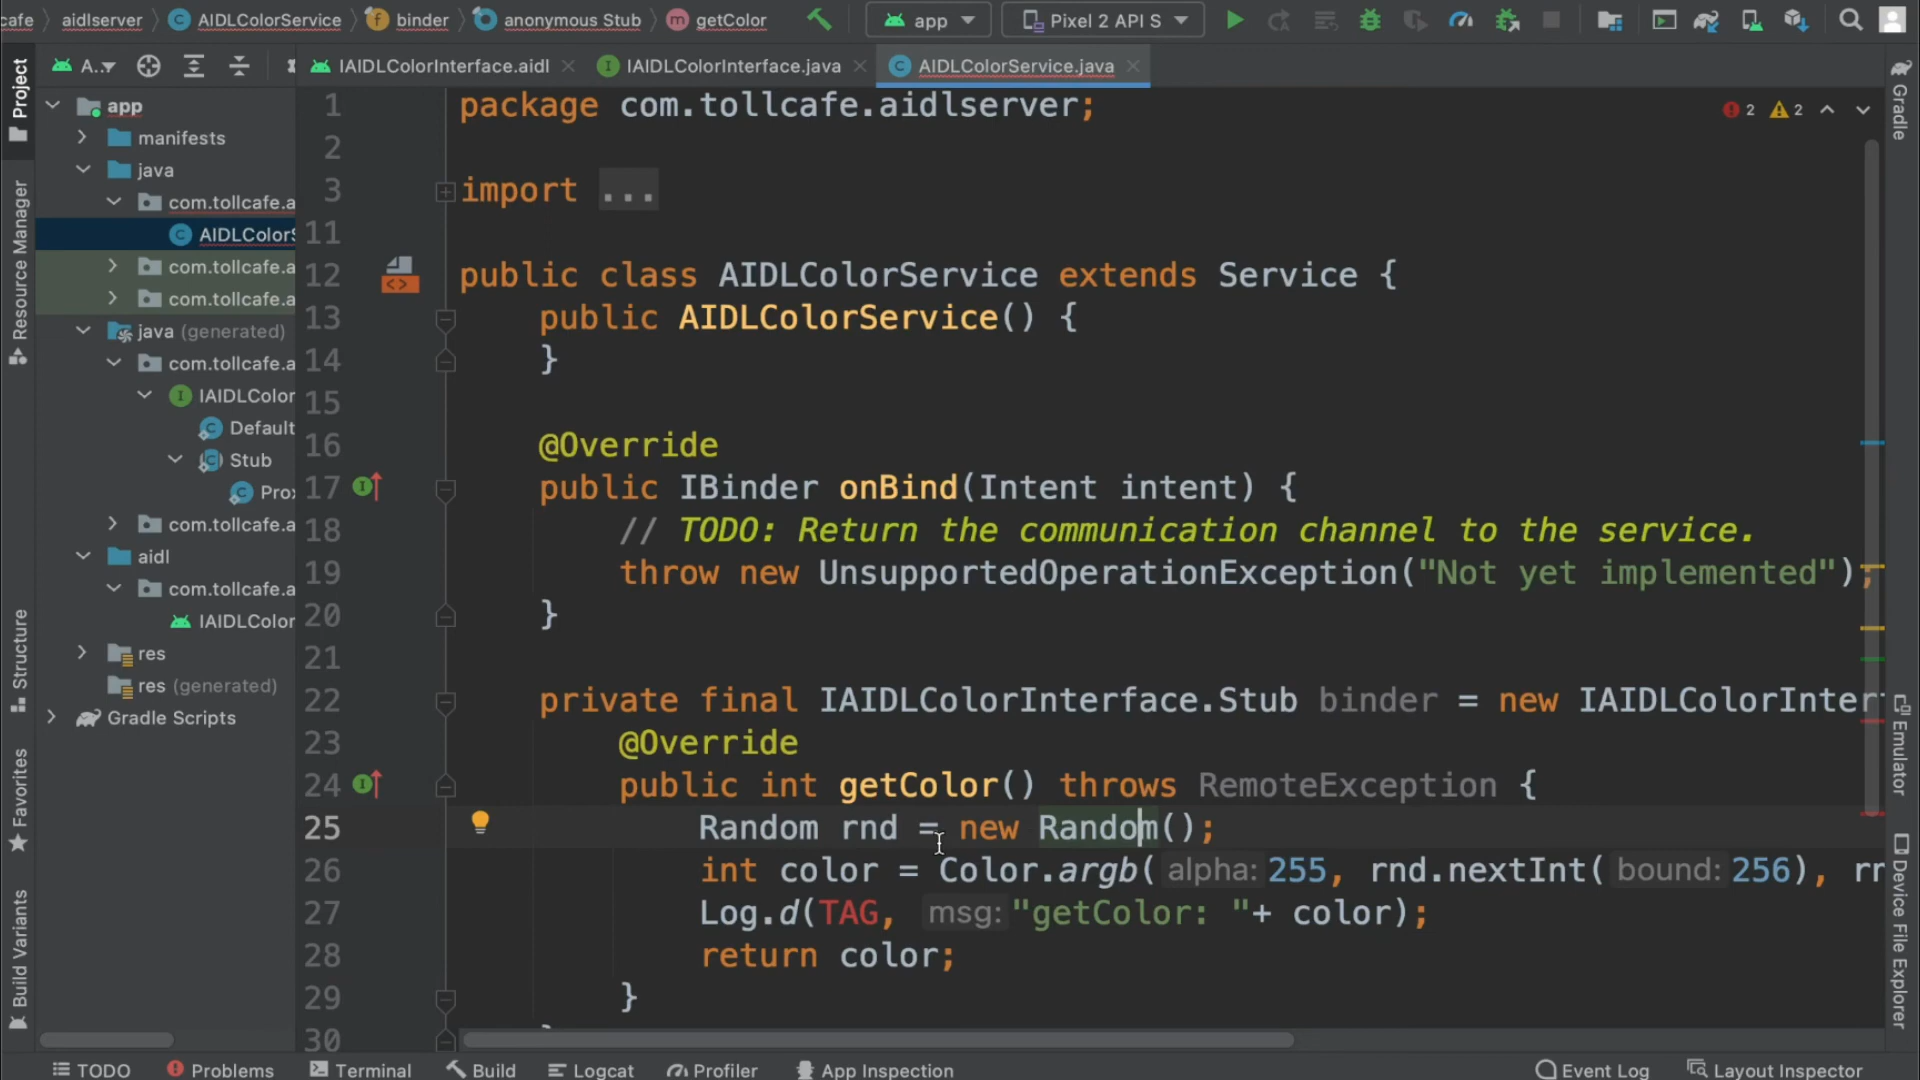 cafe aidlserver AIDLColorService binder anonymous Stub getColor app Pixel 2 API S
Project A.. IAIDLColorInterface.aidl IAIDLColorInterface.java AIDLColorService.java Gradle
app
manifests
java
com.tollcafe.a
AIDLColorS
com.tollcafe.a
com.tollcafe.a
java (generated)
com.tollcafe.a
IAIDLColor
Default
Stub
Prox
com.tollcafe.a
aidl
com.tollcafe.a
IAIDLColor
res
res (generated)
Gradle Scripts
Resource Manager
Structure
Favorites
Build Variants
1 package com.tollcafe.aidlserver;
2
3 import ...
11
12 public class AIDLColorService extends Service {
13 public AIDLColorService() {
14 }
15
16 @Override
17 public IBinder onBind(Intent intent) {
18 // TODO: Return the communication channel to the service.
19 throw new UnsupportedOperationException("Not yet implemented");
20 }
21
22 private final IAIDLColorInterface.Stub binder = new IAIDLColorInter
23 @Override
24 public int getColor() throws RemoteException {
25 Random rnd = new Random();
26 int color = Color.argb( alpha: 255, rnd.nextInt( bound: 256), rn
27 Log.d(TAG, msg: "getColor: "+ color);
28 return color;
29 }
30
2 2
Emulator
Device File Explorer
TODO Problems Terminal Build Logcat Profiler App Inspection Event Log Layout Inspector